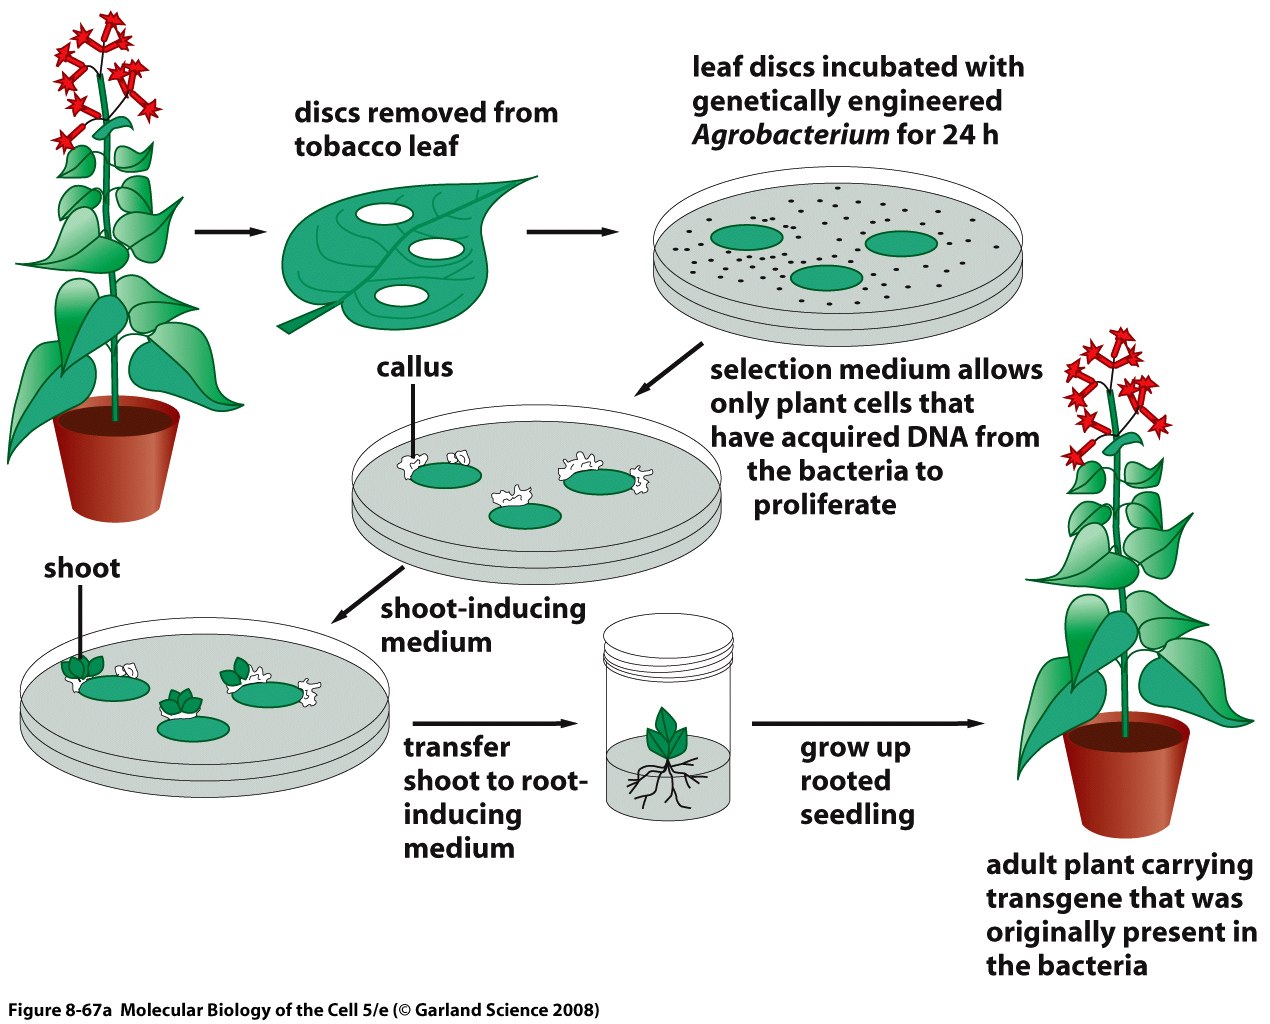 discs removed from
tobacco leaf
leaf discs incubated with
genetically engineered
Agrobacterium for 24 h
callus
selection medium allows
only plant cells that
have acquired DNA from
the bacteria to
proliferate
shoot
shoot-inducing
medium
transfer
shoot to root-
inducing
medium
grow up
rooted
seedling
adult plant carrying
transgene that was
originally present in
the bacteria
Figure 8-67a Molecular Biology of the Cell 5/e (© Garland Science 2008)